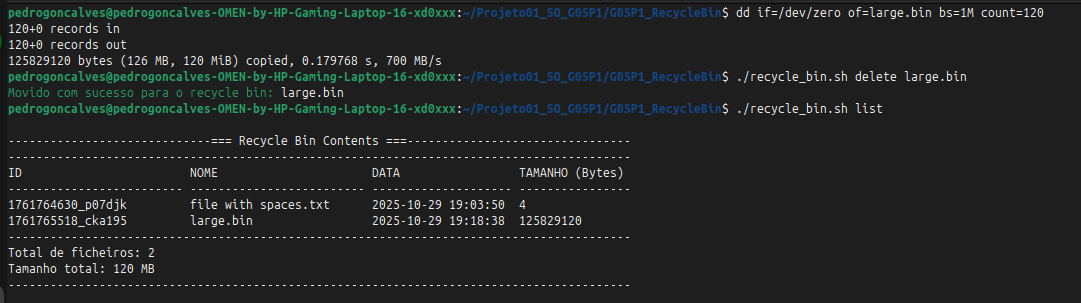 pedrogoncalves@pedrogoncalves-OMEN-by-HP-Gaming-Laptop-16-xd0xxx:~/Projeto01_SO_G05P1/G05P1_RecycleBin$ dd if=/dev/zero of=large.bin bs=1M count=120
120+0 records in
120+0 records out
125829120 bytes (126 MB, 120 MiB) copied, 0.179768 s, 700 MB/s
pedrogoncalves@pedrogoncalves-OMEN-by-HP-Gaming-Laptop-16-xd0xxx:~/Projeto01_SO_G05P1/G05P1_RecycleBin$ ./recycle_bin.sh delete large.bin
Movido com sucesso para o recycle bin: large.bin
pedrogoncalves@pedrogoncalves-OMEN-by-HP-Gaming-Laptop-16-xd0xxx:~/Projeto01_SO_G05P1/G05P1_RecycleBin$ ./recycle_bin.sh list
-----------------------------=== Recycle Bin Contents ===--------------------------------
-----------------------------------------------------------------------------------------
ID                        NOME                      DATA                 TAMANHO (Bytes)
------------------------- ------------------------- -------------------- ----------------
1761764630_p07djk         file with spaces.txt      2025-10-29 19:03:50  4
1761765518_cka195         large.bin                 2025-10-29 19:18:38  125829120
-----------------------------------------------------------------------------------------
Total de ficheiros: 2
Tamanho total: 120 MB
-----------------------------------------------------------------------------------------